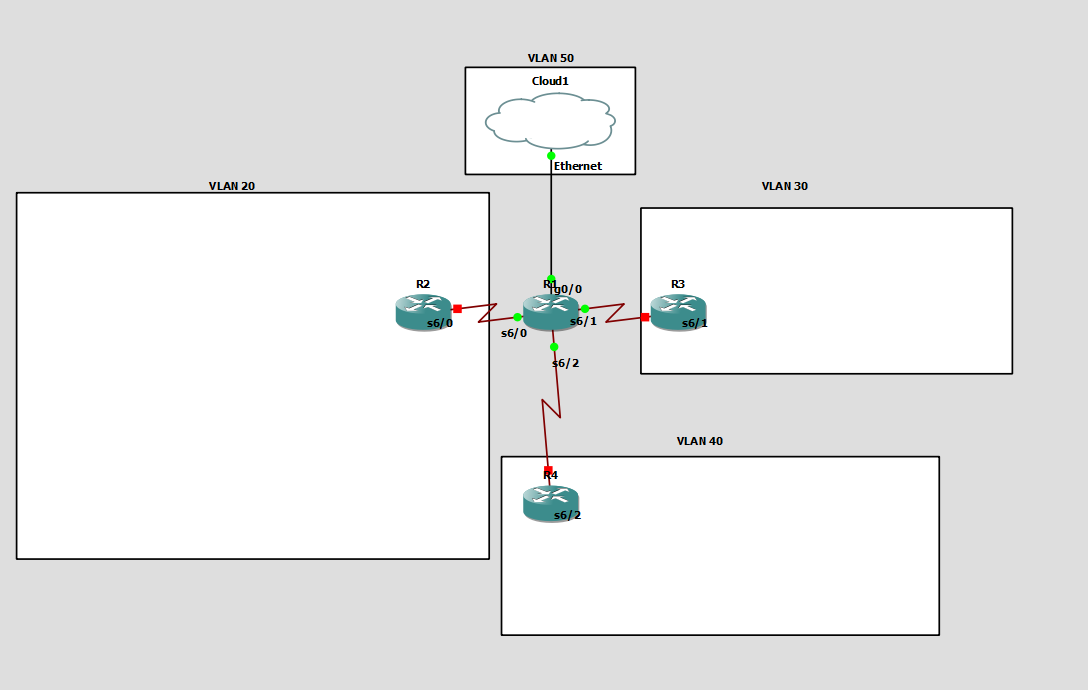 VLAN 50
Cloud1
Ethernet
VLAN 20
VLAN 30
R2
R1
R3
g0/0
s6/0
s6/1
s6/1
s6/0
s6/2
VLAN 40
R4
s6/2